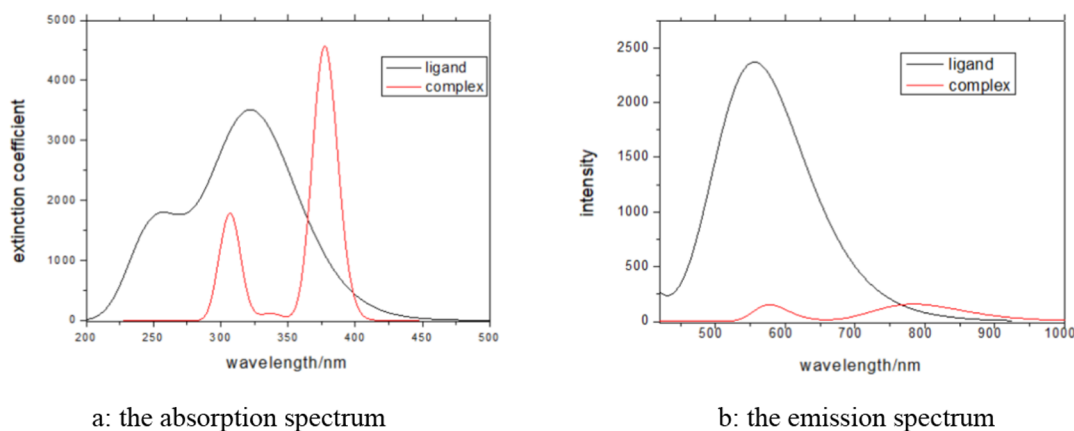 5000
4000
3000
2000
1000
0
200 250 300 350 400 450 500
extinction coefficient
wavelength/nm
ligand
complex
2500
2000
1500
1000
500
0
500 600 700 800 900 1000
intensity
wavelength/nm
ligand
complex
a: the absorption spectrum
b: the emission spectrum